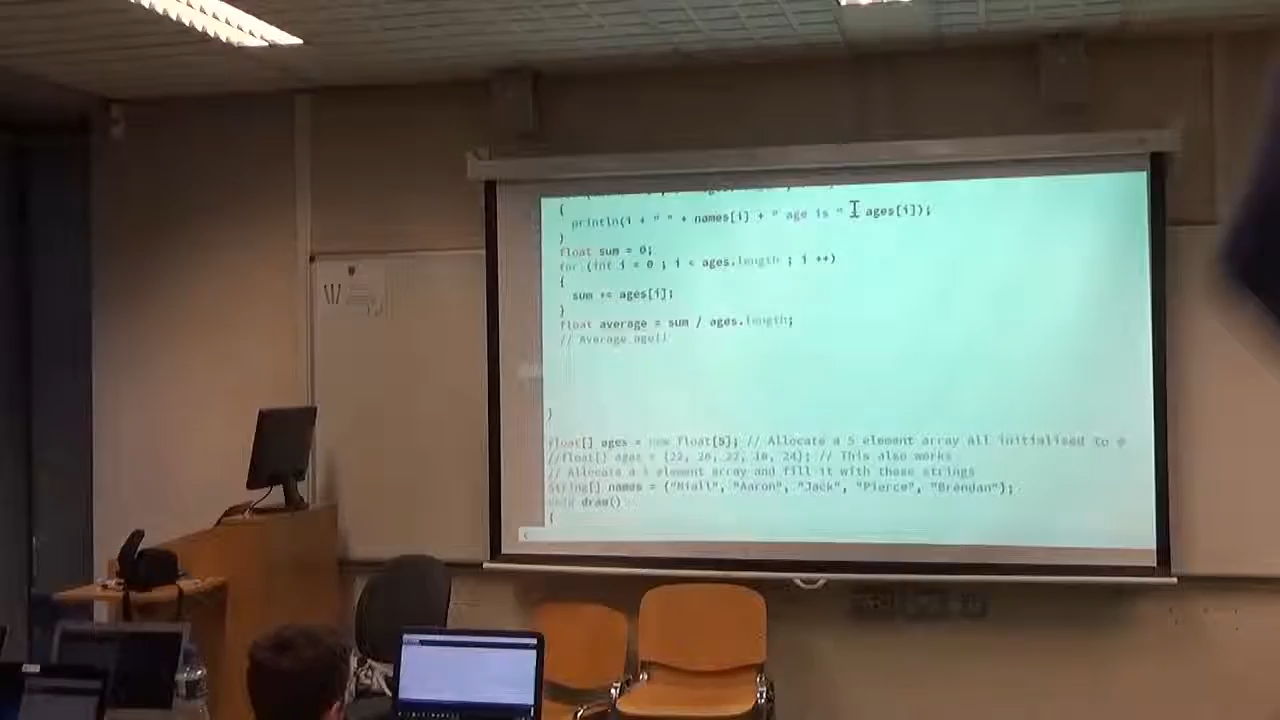 {
println(i + " " + names[i] + " age is " ages[i]);
}
float sum = 0;
for (int i = 0 ; i < ages.length ; i ++)
{
sum += ages[i];
}
float average = sum / ages.length;
// Average age()
}
float[] ages = new float[5]; // Allocate a 5 element array all initialised to 0
//float[] ages = {22, 26, 22, 18, 24}; // This also works
// Allocate a 5 element array and fill it with these strings
String[] names = {"Niall", "Aaron", "Jack", "Pierce", "Brendan"};
void draw()
{